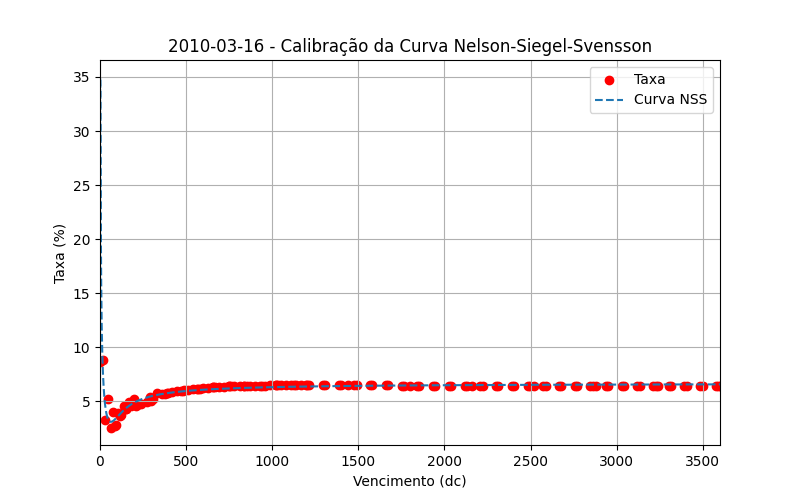 2010-03-16 - Calibração da Curva Nelson-Siegel-Svensson
Taxa
Curva NSS
Taxa (%)
35
30
25
20
15
10
5
0 500 1000 1500 2000 2500 3000 3500
Vencimento (dc)